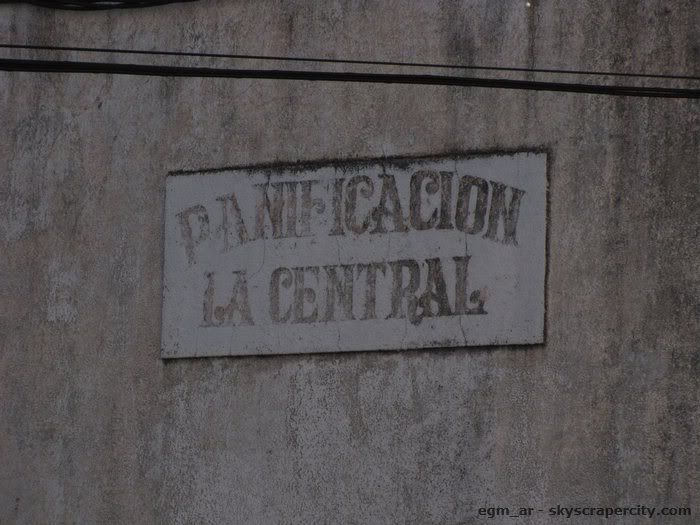 PANIFICACION
LA CENTRAL
egm_ar - skyscrapercity.com